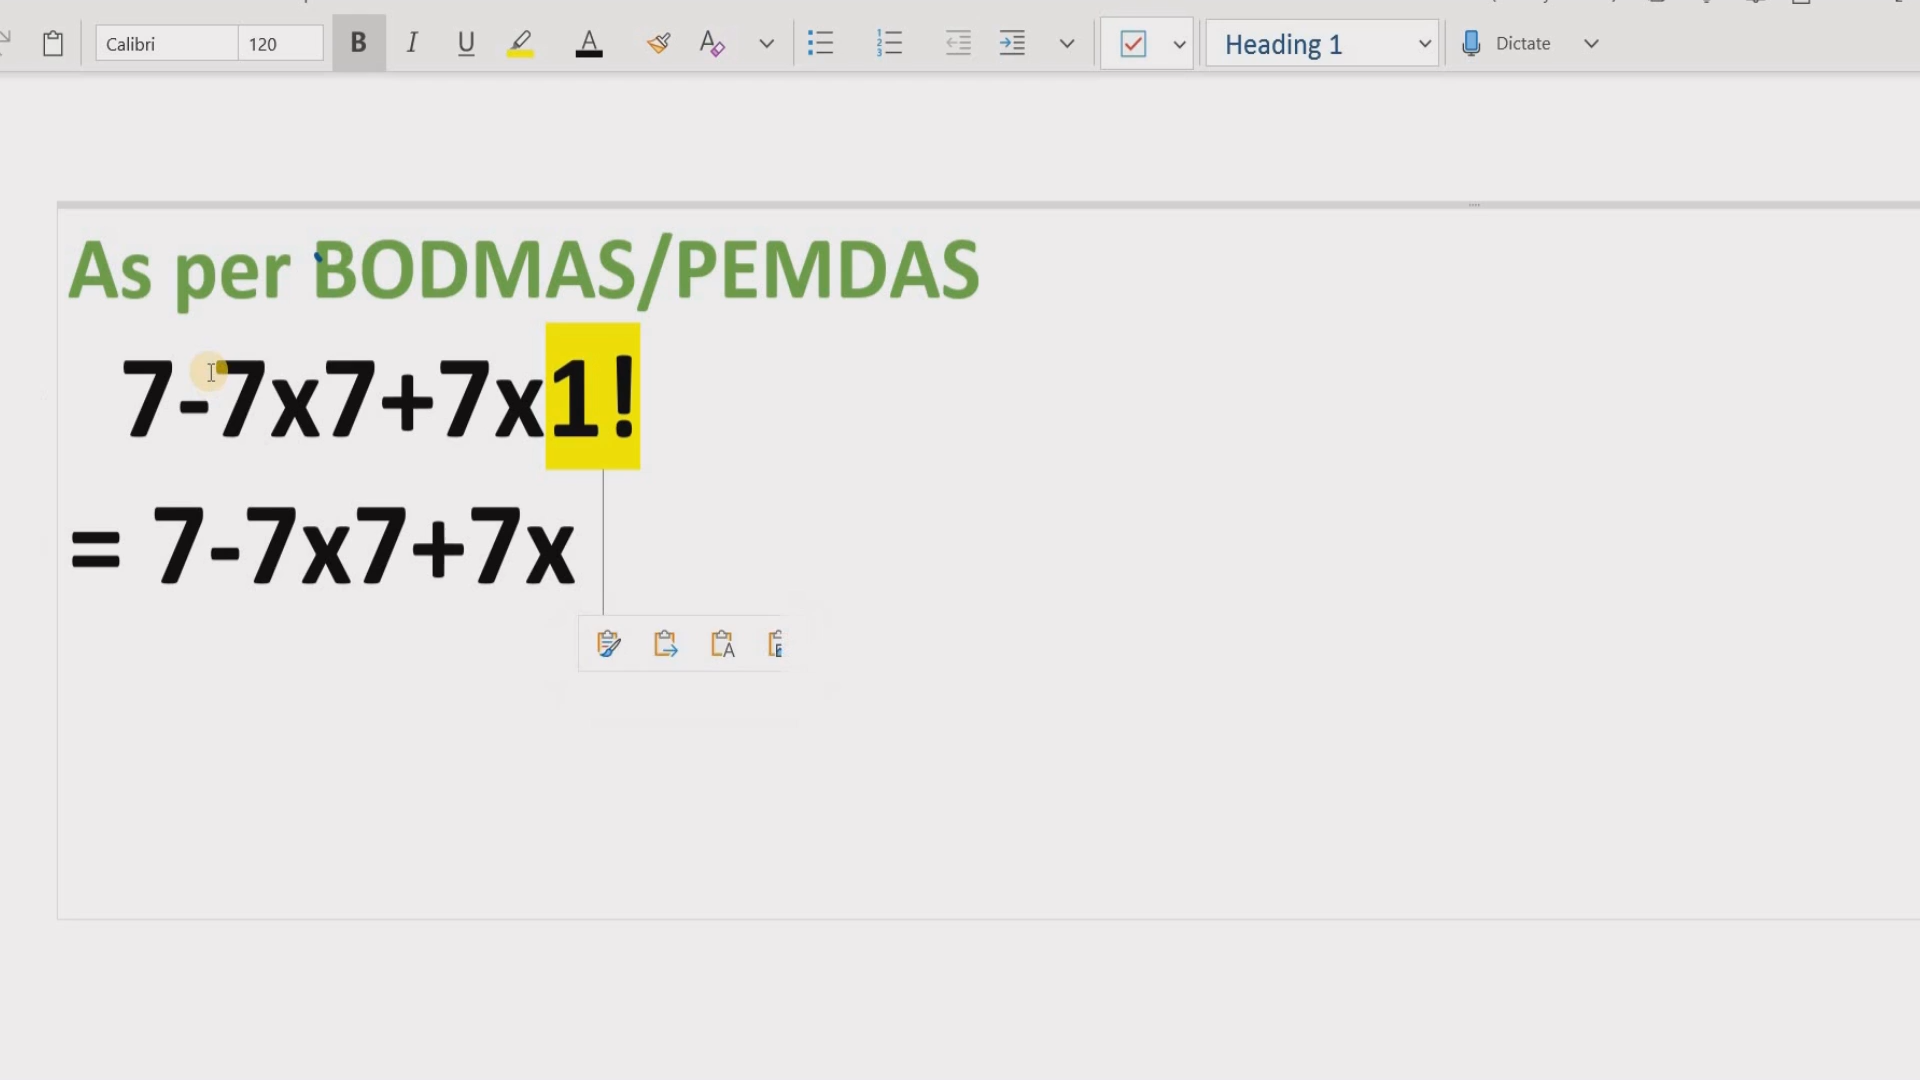 Calibri 120 B I U A Heading 1 Dictate
As per BODMAS/PEMDAS
7-7x7+7x1!
= 7-7x7+7x